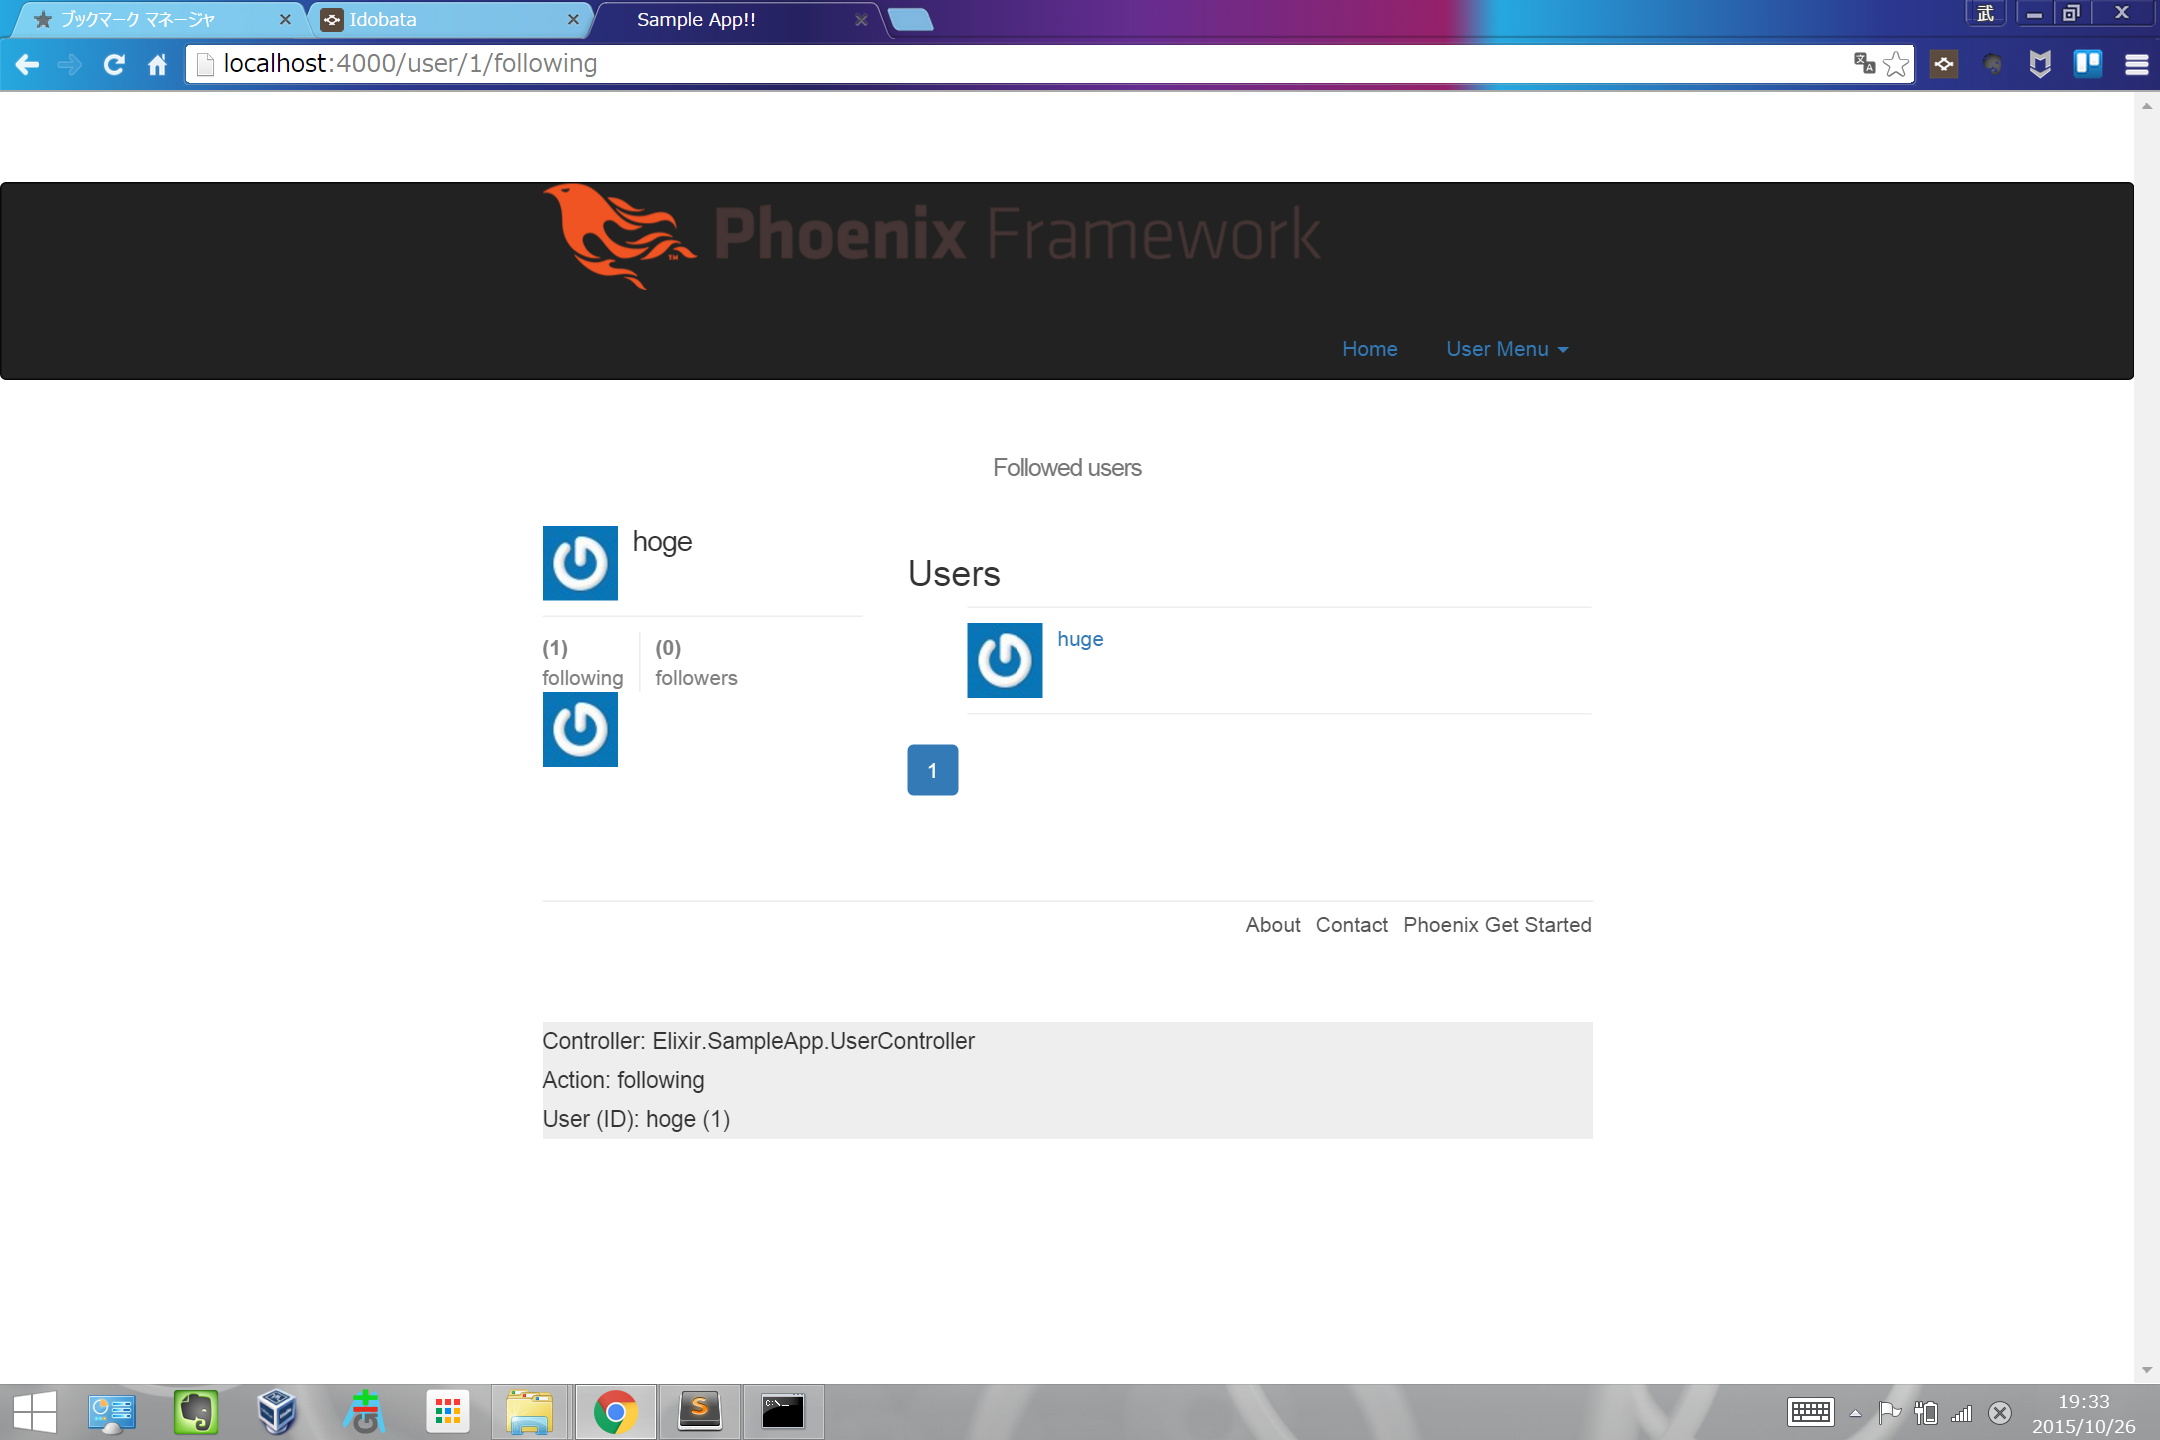 ブックマーク マネージャ
Idobata
Sample App!!
武
localhost:4000/user/1/following
Phoenix Framework
TM
Home
User Menu
Followed users
hoge
Users
(1)
following
(0)
followers
huge
1
About
Contact
Phoenix Get Started
Controller: Elixir.SampleApp.UserController
Action: following
User (ID): hoge (1)
19:33
2015/10/26